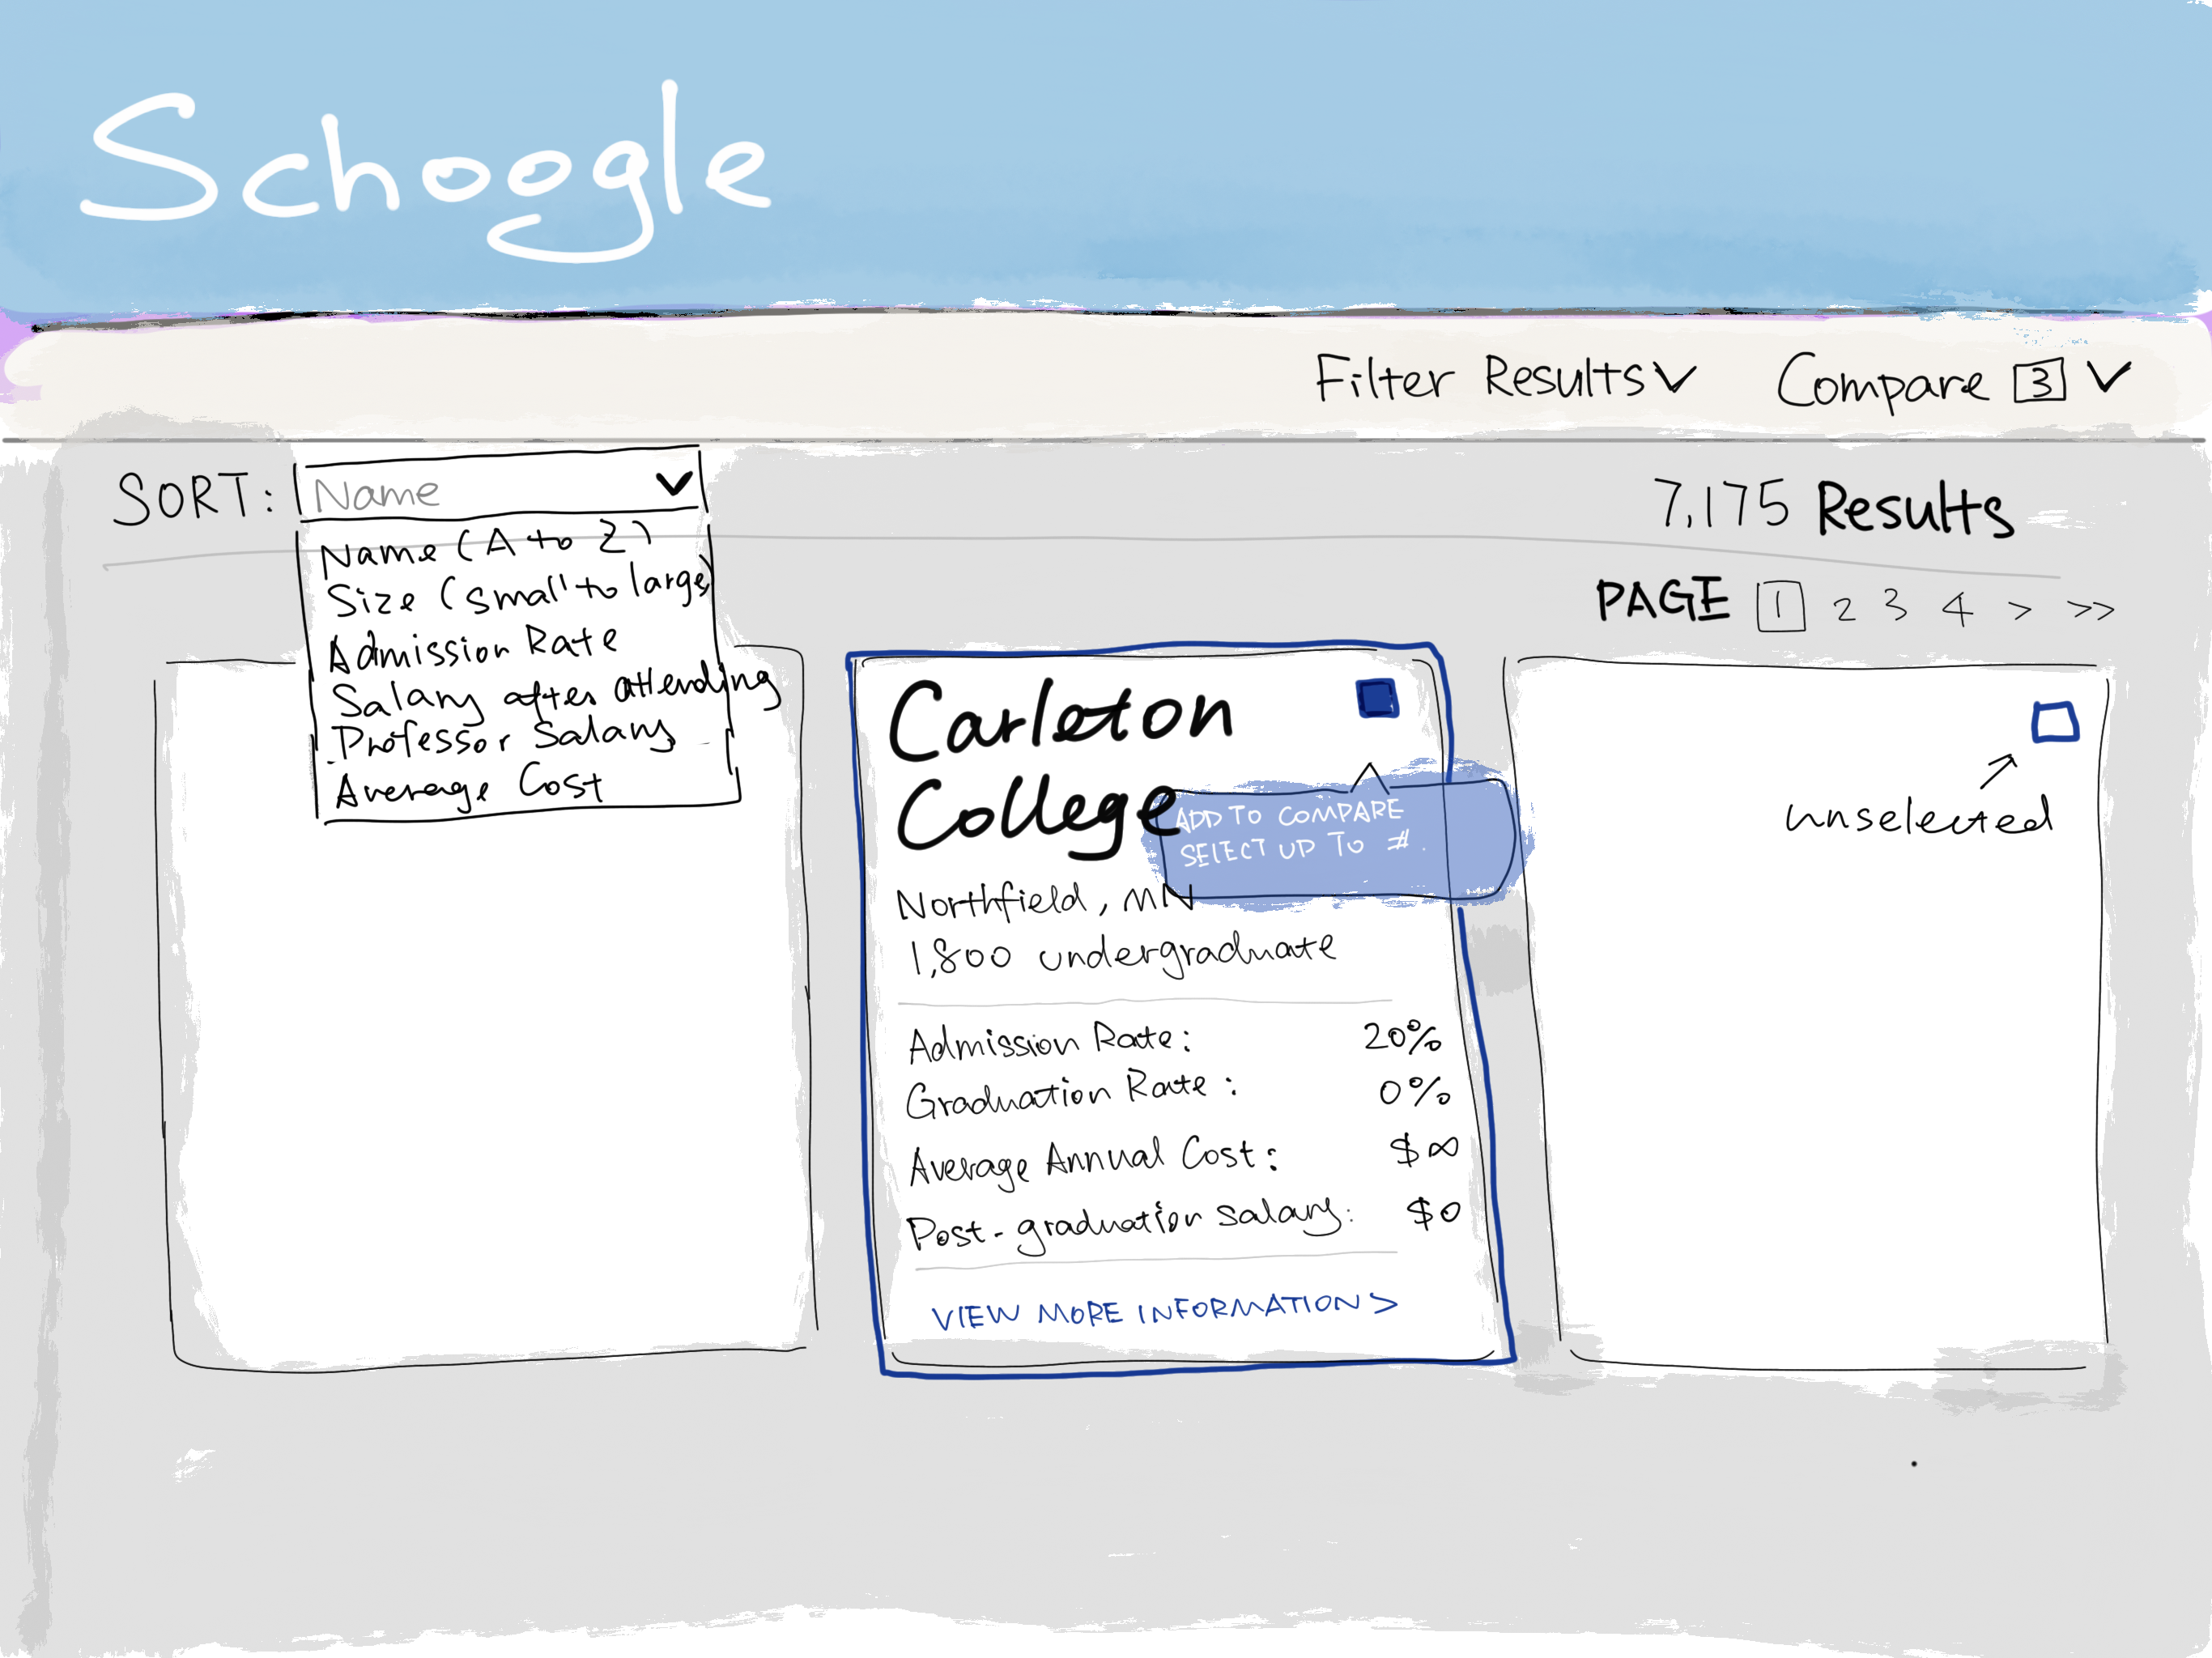 Schoogle
Filter Results
Compare 3
SORT: Name
Name (A to Z)
Size (small to large)
Admission Rate
Salary after attending
Professor Salary
Average Cost
7,175 Results
PAGE 1 2 3 4 > >>
Carleton
College
ADD TO COMPARE
SELECT UP TO #.
Northfield, MN
1,800 undergraduate
Admission Rate: 20%
Graduation Rate: 0%
Average Annual Cost: $∞
Post-graduation salary: $0
VIEW MORE INFORMATION >
unselected